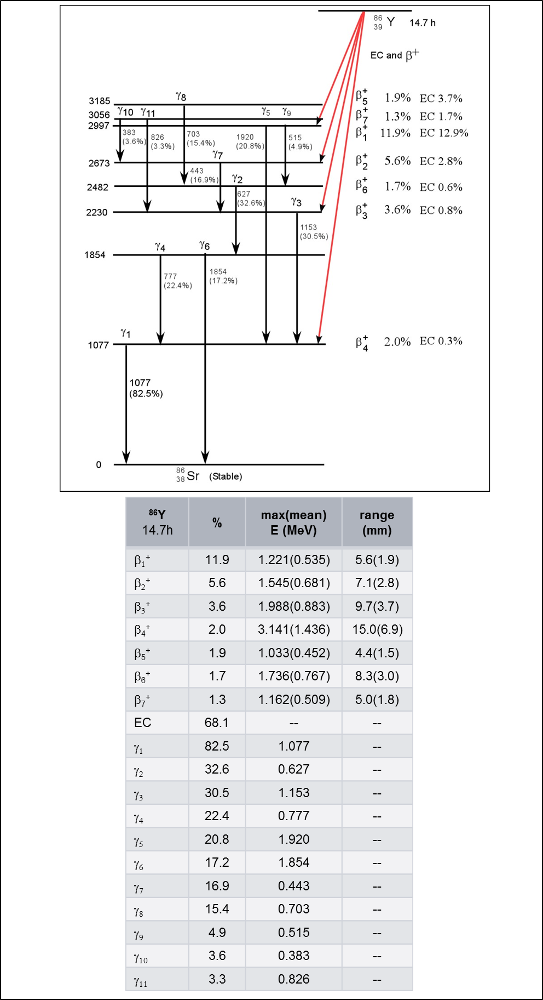 86
39 Y 14.7 h
EC and β+
3185 γ8 β5+ 1.9% EC 3.7%
3056 γ10 γ11 γ5 γ9 β7+ 1.3% EC 1.7%
2997 β1+ 11.9% EC 12.9%
383 826 703 1920 515
(3.6%) (3.3%) (15.4%) (20.8%) (4.9%)
γ7
2673 β2+ 5.6% EC 2.8%
443
(16.9%)
γ2
2482 β6+ 1.7% EC 0.6%
627
(32.6%)
γ3
2230 β3+ 3.6% EC 0.8%
1153
(30.5%)
γ4 γ6
1854
777 1854
(22.4%) (17.2%)
γ1
1077 β4+ 2.0% EC 0.3%
1077
(82.5%)
0
86
38 Sr (Stable)
86Y % max(mean) range
14.7h E (MeV) (mm)
β1+ 11.9 1.221(0.535) 5.6(1.9)
β2+ 5.6 1.545(0.681) 7.1(2.8)
β3+ 3.6 1.988(0.883) 9.7(3.7)
β4+ 2.0 3.141(1.436) 15.0(6.9)
β5+ 1.9 1.033(0.452) 4.4(1.5)
β6+ 1.7 1.736(0.767) 8.3(3.0)
β7+ 1.3 1.162(0.509) 5.0(1.8)
EC 68.1 -- --
γ1 82.5 1.077 --
γ2 32.6 0.627 --
γ3 30.5 1.153 --
γ4 22.4 0.777 --
γ5 20.8 1.920 --
γ6 17.2 1.854 --
γ7 16.9 0.443 --
γ8 15.4 0.703 --
γ9 4.9 0.515 --
γ10 3.6 0.383 --
γ11 3.3 0.826 --